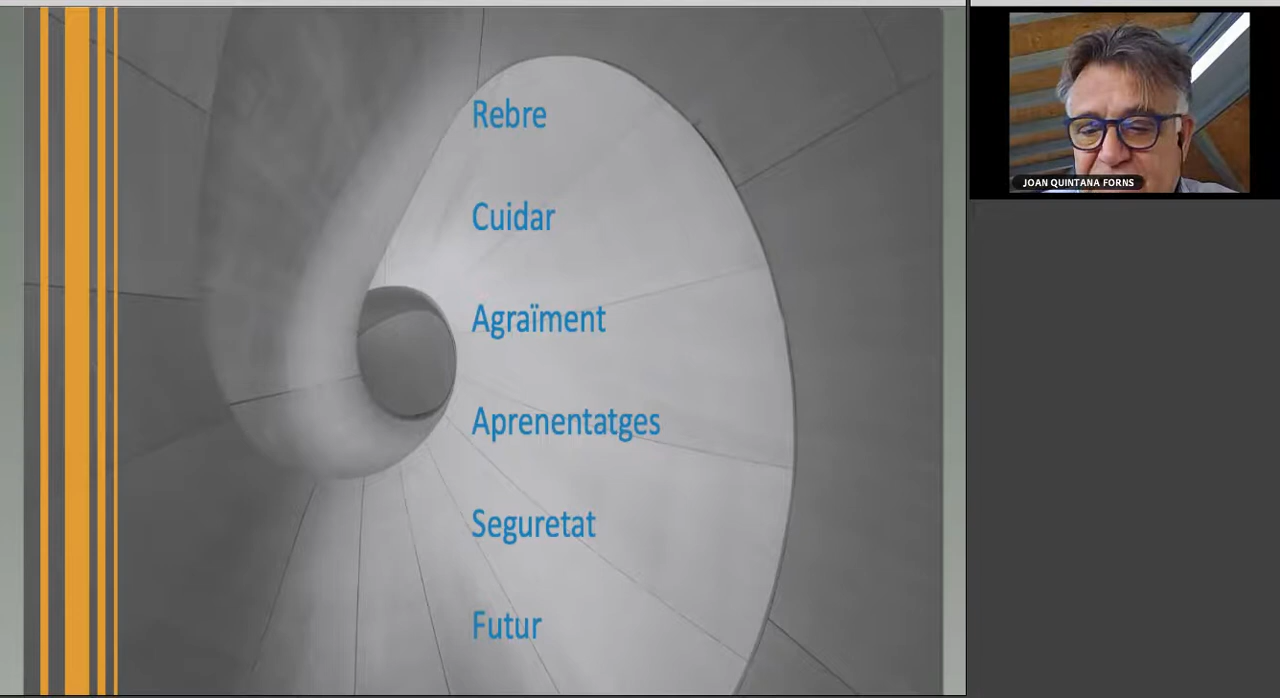 Rebre
Cuidar
Agraïment
Aprenentatges
Seguretat
Futur
JOAN QUINTANA FORNS